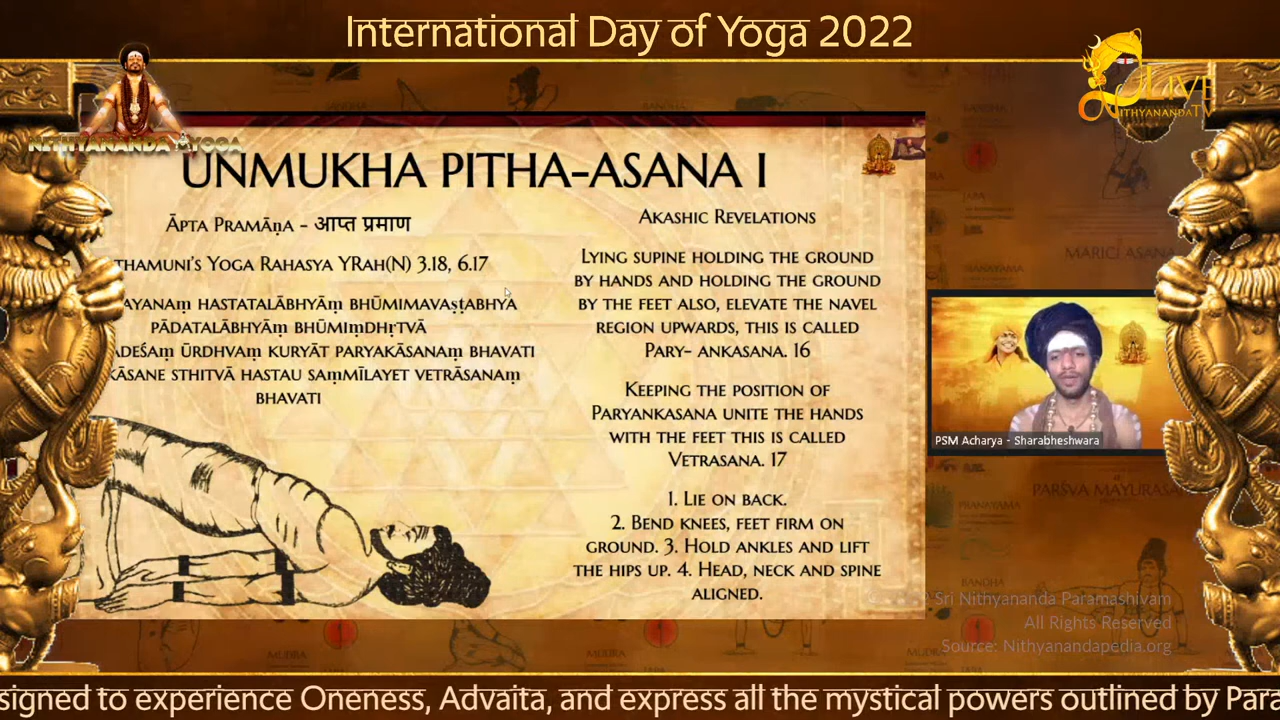 International Day of Yoga 2022
NITHYANANDA YOGA
LIVE
NITHYANANDATV
UNMUKHA PITHA-ASANA I
ĀPTA PRAMĀṇA - आप्त प्रमाण
THAMUNI'S YOGA RAHASYA YRAH(N) 3.18, 6.17
AYANAṃ HASTATALĀBHYĀṃ BHŪMIMAVAṣṭABHYA
PĀDATALĀBHYĀṃ BHŪMIṃDHṛTVĀ
ADEŚAṃ ŪRDHVAṃ KURYĀT PARYAKĀSANAṃ BHAVATI
KĀSANE STHITVĀ HASTAU SAṃMĪLAYET VETRĀSANAṃ
BHAVATI
AKASHIC REVELATIONS
LYING SUPINE HOLDING THE GROUND
BY HANDS AND HOLDING THE GROUND
BY THE FEET ALSO, ELEVATE THE NAVEL
REGION UPWARDS, THIS IS CALLED
PARY- ANKASANA. 16
KEEPING THE POSITION OF
PARYANKASANA UNITE THE HANDS
WITH THE FEET THIS IS CALLED
VETRASANA. 17
1. LIE ON BACK.
2. BEND KNEES, FEET FIRM ON
GROUND. 3. HOLD ANKLES AND LIFT
THE HIPS UP. 4. HEAD, NECK AND SPINE
ALIGNED.
MARICI ASANA
PSM Acharya - Sharabheshwara
PARŚVA MAYURASA
PRANAYAMA
BANDHA
Sri Nithyananda Paramashivam
All Rights Reserved
Source: Nithyanandapedia.org
MUDRA
signed to experience Oneness, Advaita, and express all the mystical powers outlined by Para